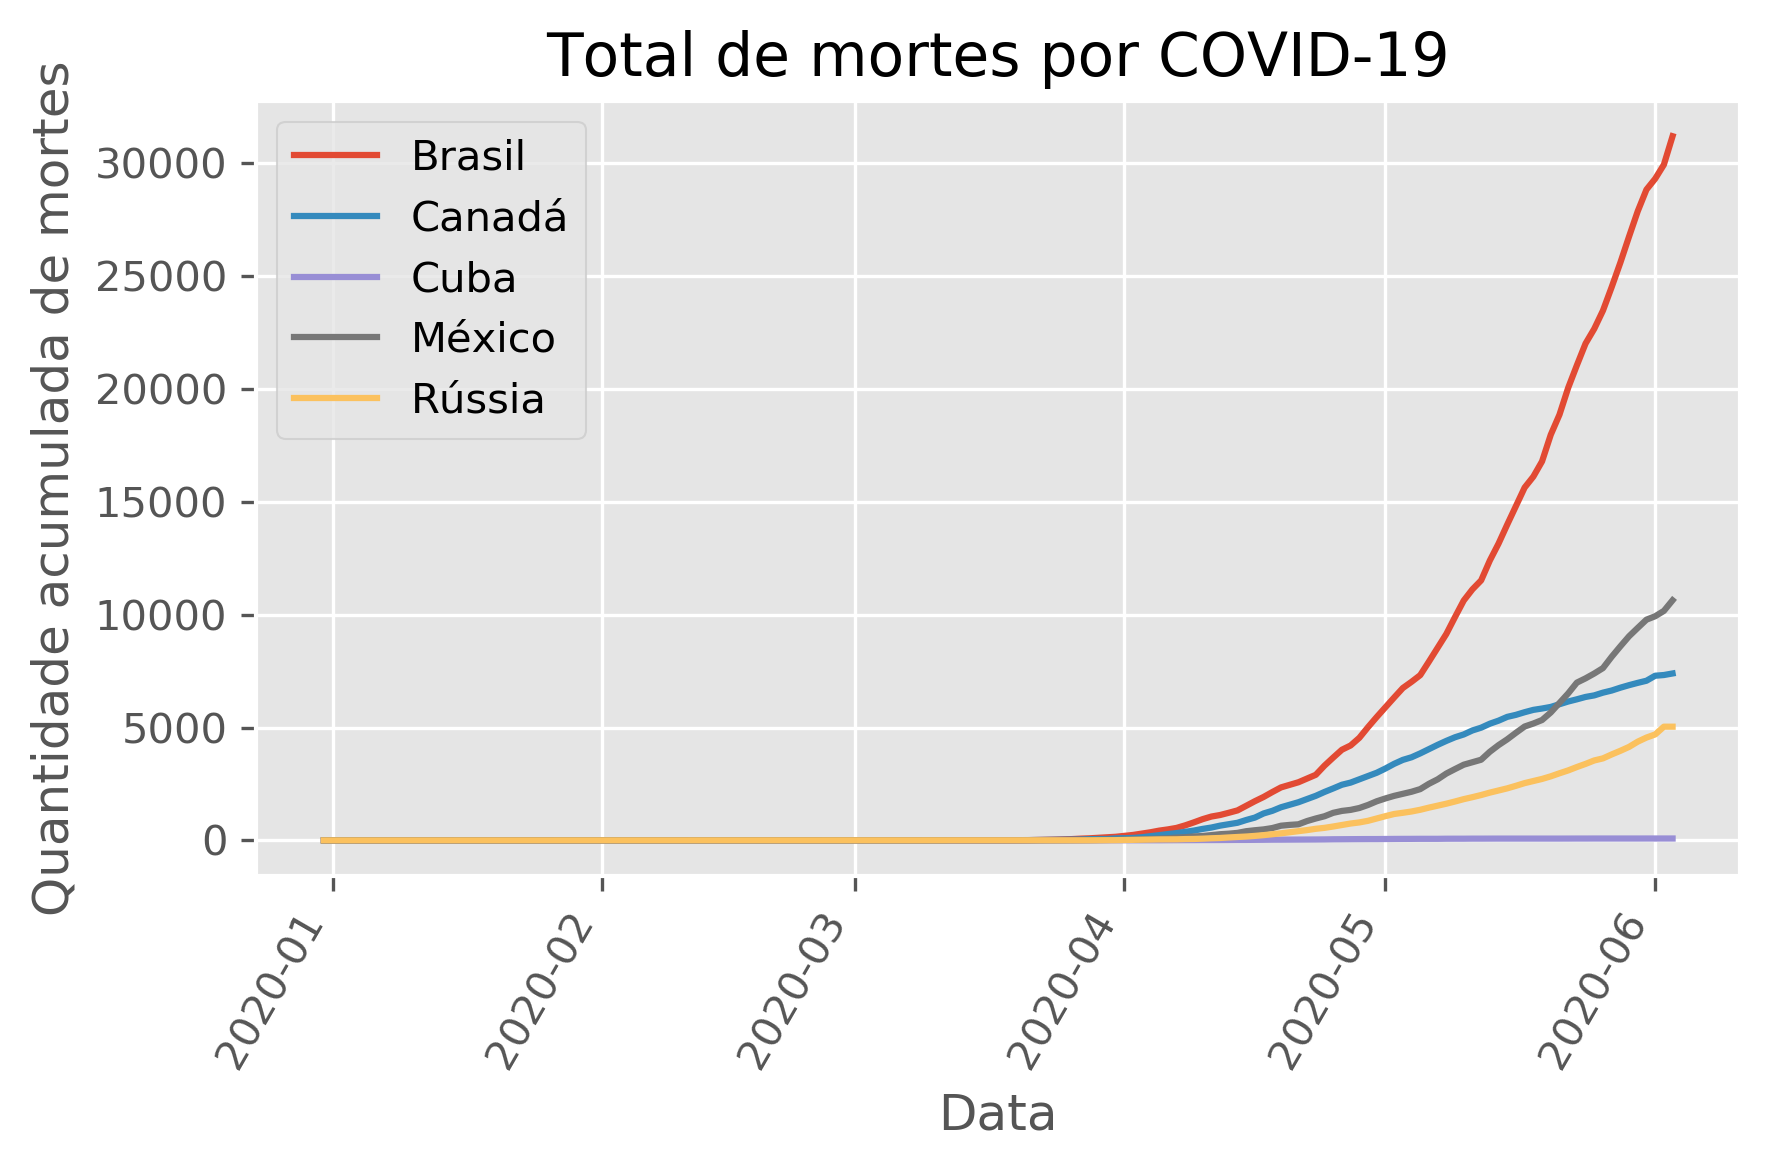 Total de mortes por COVID-19
Quantidade acumulada de mortes
30000
25000
20000
15000
10000
5000
0
Brasil
Canadá
Cuba
México
Rússia
2020-01
2020-02
2020-03
2020-04
2020-05
2020-06
Data